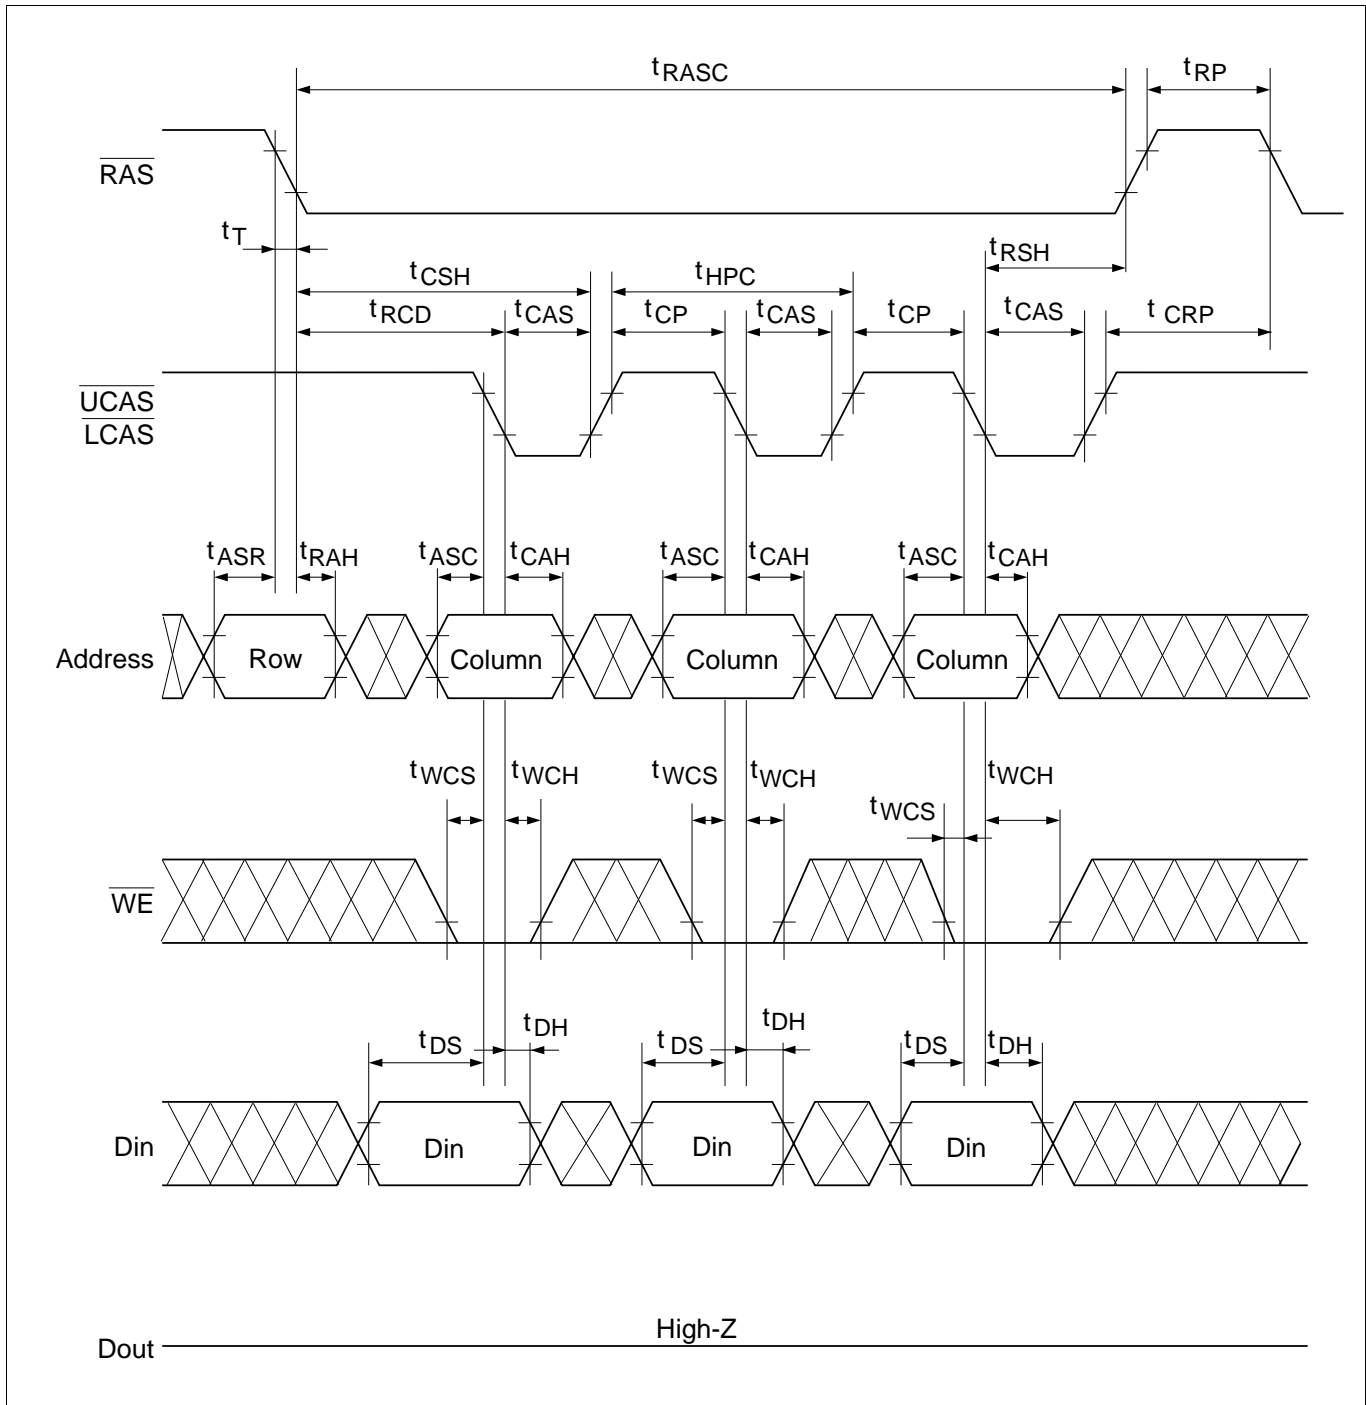 tRASC tRP
RAS
tT
tRSH
tCSH tHPC
tRCD tCAS tCP tCAS tCP tCAS t CRP
UCAS
LCAS
tASR tRAH tASC tCAH tASC tCAH tASC tCAH
Address Row Column Column Column
tWCS tWCH tWCS tWCH tWCS tWCH
WE
tDS tDH t DS tDH tDS tDH
Din Din Din Din
High-Z
Dout